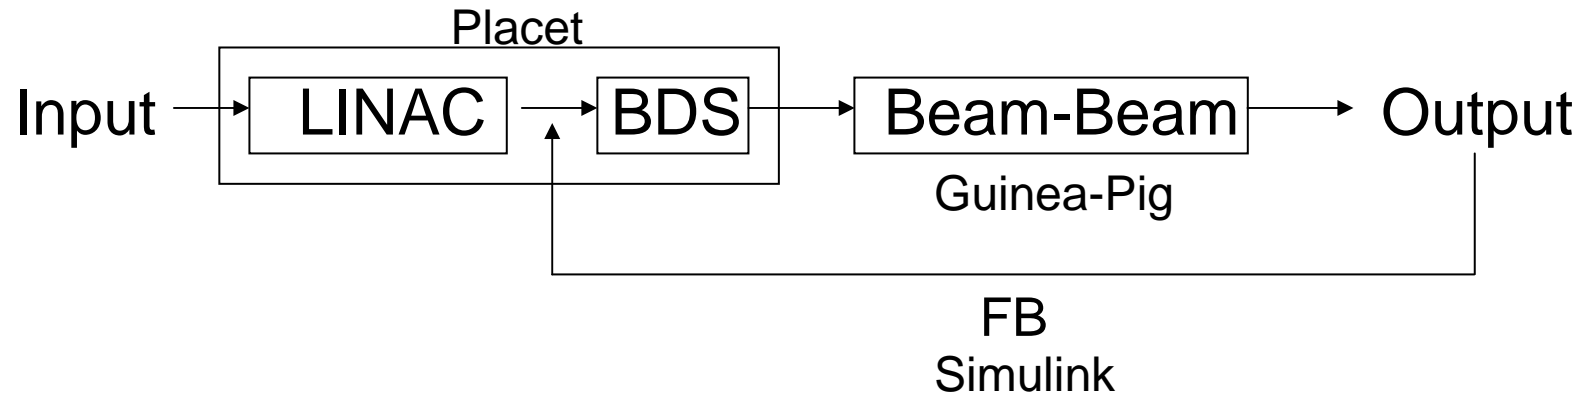 Placet
Input
LINAC
BDS
Beam-Beam
Output
Guinea-Pig
FB
Simulink